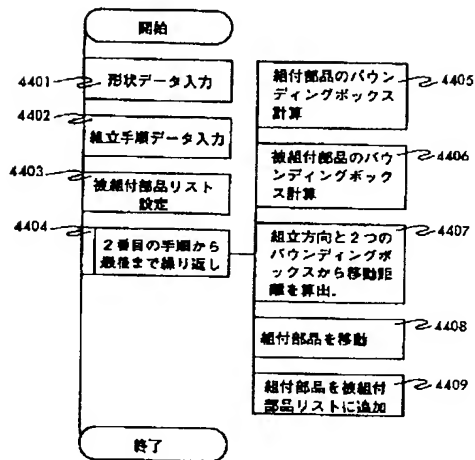 開始
4401
形状データ入力
4402
組立手順データ入力
4403
被組付部品リスト
設定
4404
2番目の手順から
最後まで繰り返し
終了
組付部品のバウン
ディングボックス
計算
4405
被組付部品のバウ
ンディングボック
ス計算
4406
組立方向と2つの
バウンディングボ
ックスから移動距
離を算出.
4407
組付部品を移動
4408
組付部品を被組付
部品リストに追加
4409